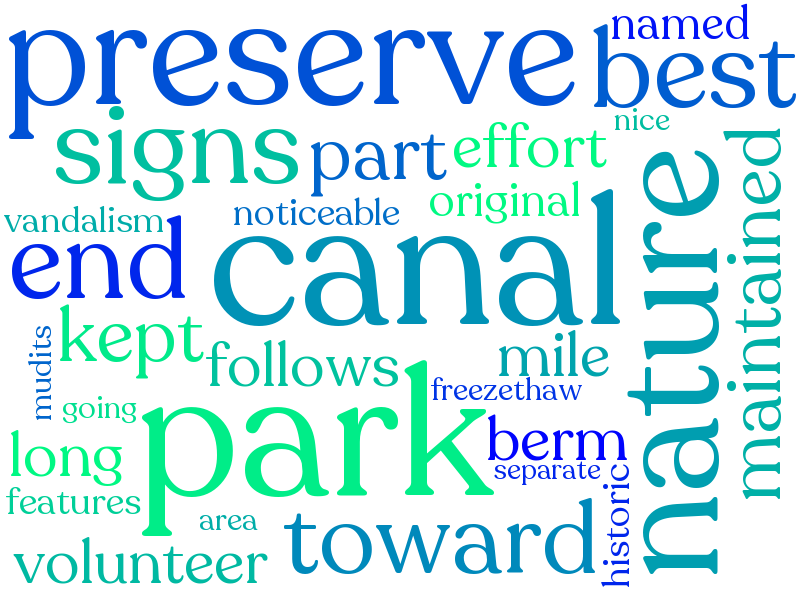 named
preserve
best
nice
signs
part
effort
original
noticeable
vandalism
end
canal
nature
maintained
kept
follows
mile
mudits
going
freezethaw
park
berm
long
separate
features
area
historic
toward
volunteer